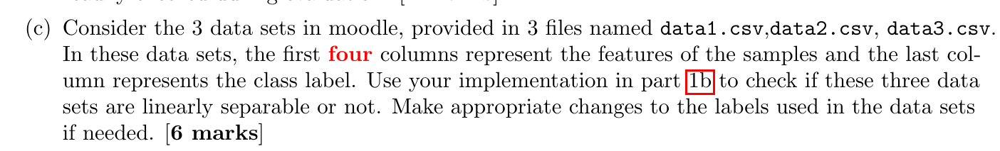 (c) Consider the 3 data sets in moodle, provided in 3 files named data1.csv,data2.csv, data3.csv.
In these data sets, the first four columns represent the features of the samples and the last col-
umn represents the class label. Use your implementation in part 1b to check if these three data
sets are linearly separable or not. Make appropriate changes to the labels used in the data sets
if needed. [6 marks]